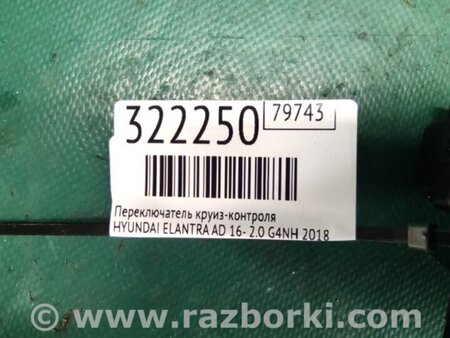 322250
79743
Переключатель круиз-контроля
HYUNDAI ELANTRA AD 16- 2.0 G4NH 2018
www.razborki.com